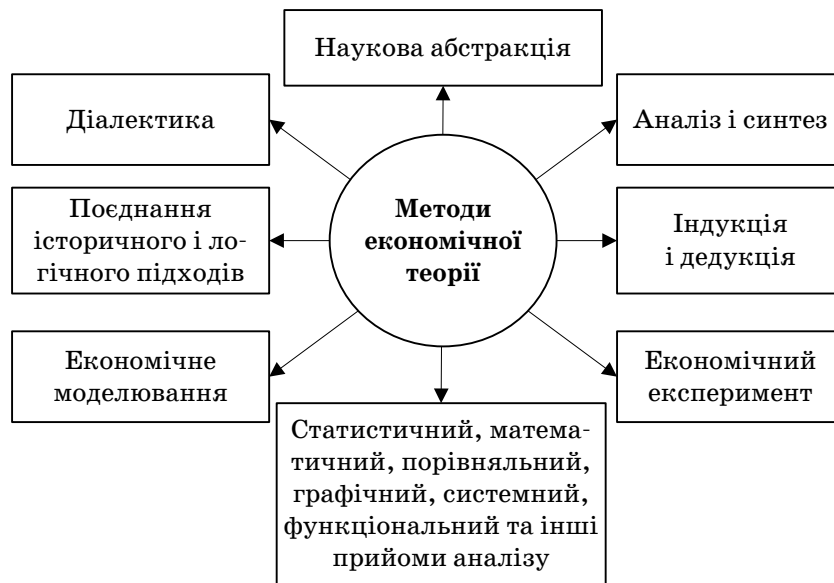 Наукова абстракція
Діалектика
Аналіз і синтез
Поєднання
історичного і ло-
гічного підходів
Методи
економічної
теорії
Індукція
і дедукція
Економічне
моделювання
Економічний
експеримент
Статистичний, матема-
тичний, порівняльний,
графічний, системний,
функціональний та інші
прийоми аналізу